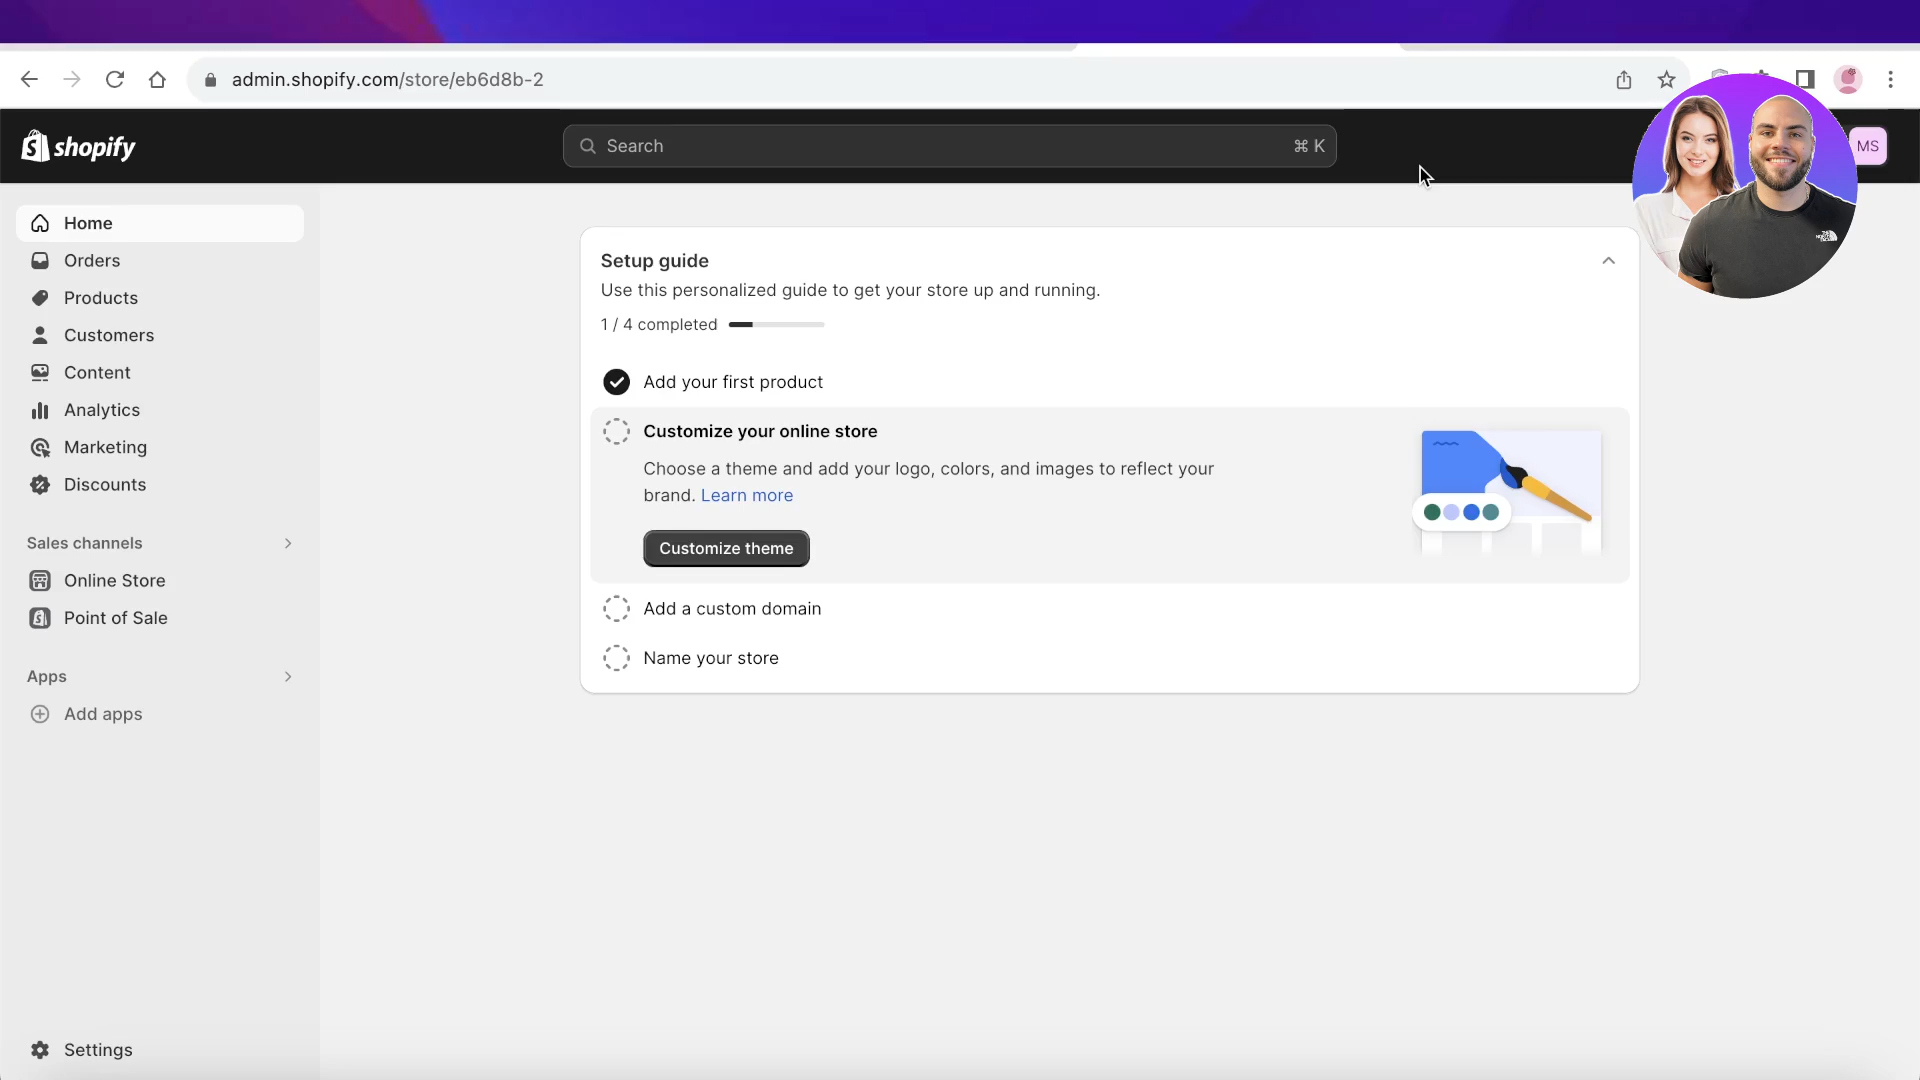 admin.shopify.com/store/eb6d8b-2
shopify
Search
⌘ K
MS
Home
Orders
Products
Customers
Content
Analytics
Marketing
Discounts
Sales channels
Online Store
Point of Sale
Apps
Add apps
Settings
Setup guide
Use this personalized guide to get your store up and running.
1 / 4 completed
Add your first product
Customize your online store
Choose a theme and add your logo, colors, and images to reflect your
brand. Learn more
Customize theme
Add a custom domain
Name your store